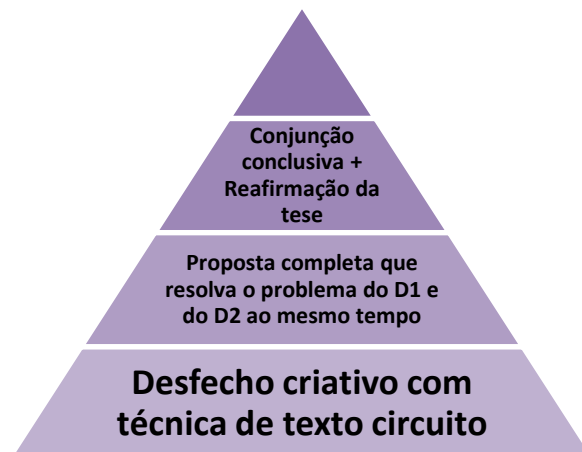 Conjunção
conclusiva +
Reafirmação da
tese
Proposta completa que
resolva o problema do D1 e
do D2 ao mesmo tempo
Desfecho criativo com
técnica de texto circuito